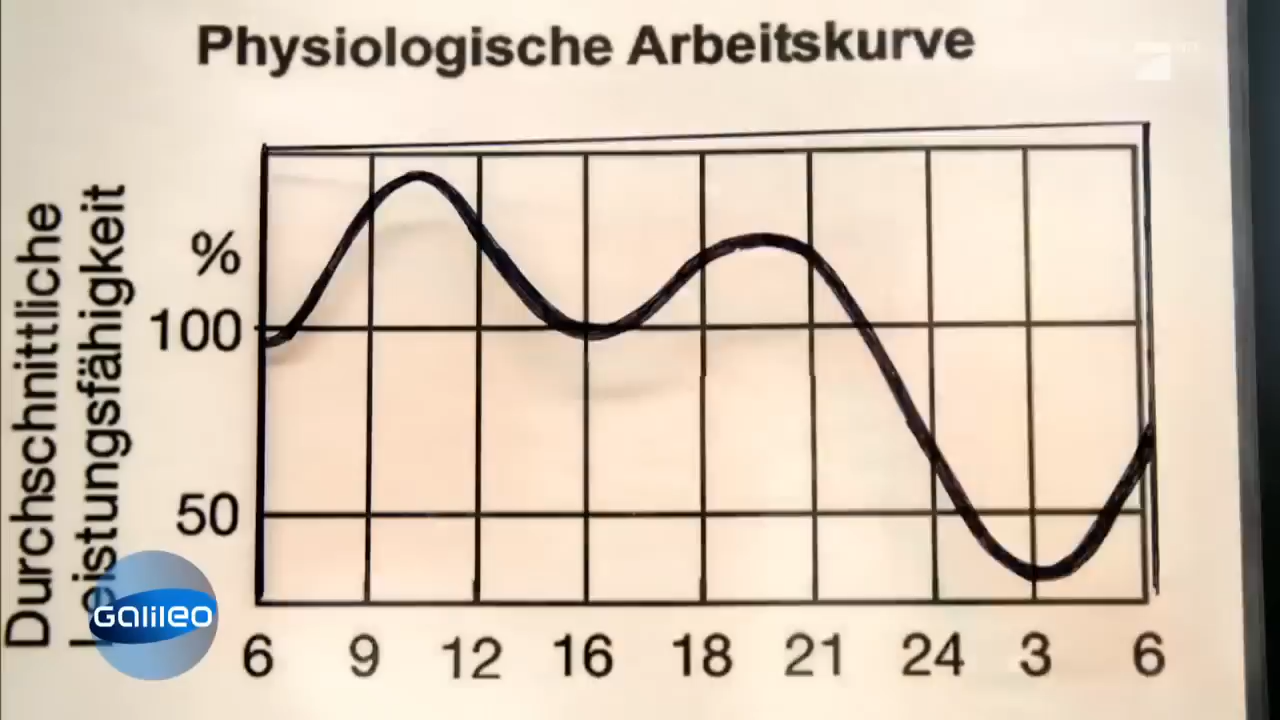 Physiologische Arbeitskurve
Durchschnittliche
Leistungsfähigkeit
%
100
50
6 9 12 16 18 21 24 3 6
Galileo